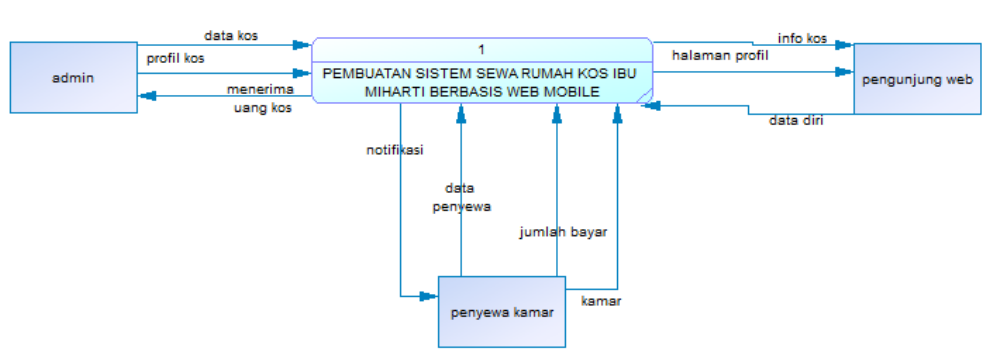 data kos
info kos
1
profil kos
halaman profil
admin
PEMBUATAN SISTEM SEWA RUMAH KOS IBU
MIHARTI BERBASIS WEB MOBILE
pengunjung web
menerima
uang kos
data diri
notifikasi
data
penyewa
jumlah bayar
kamar
penyewa kamar